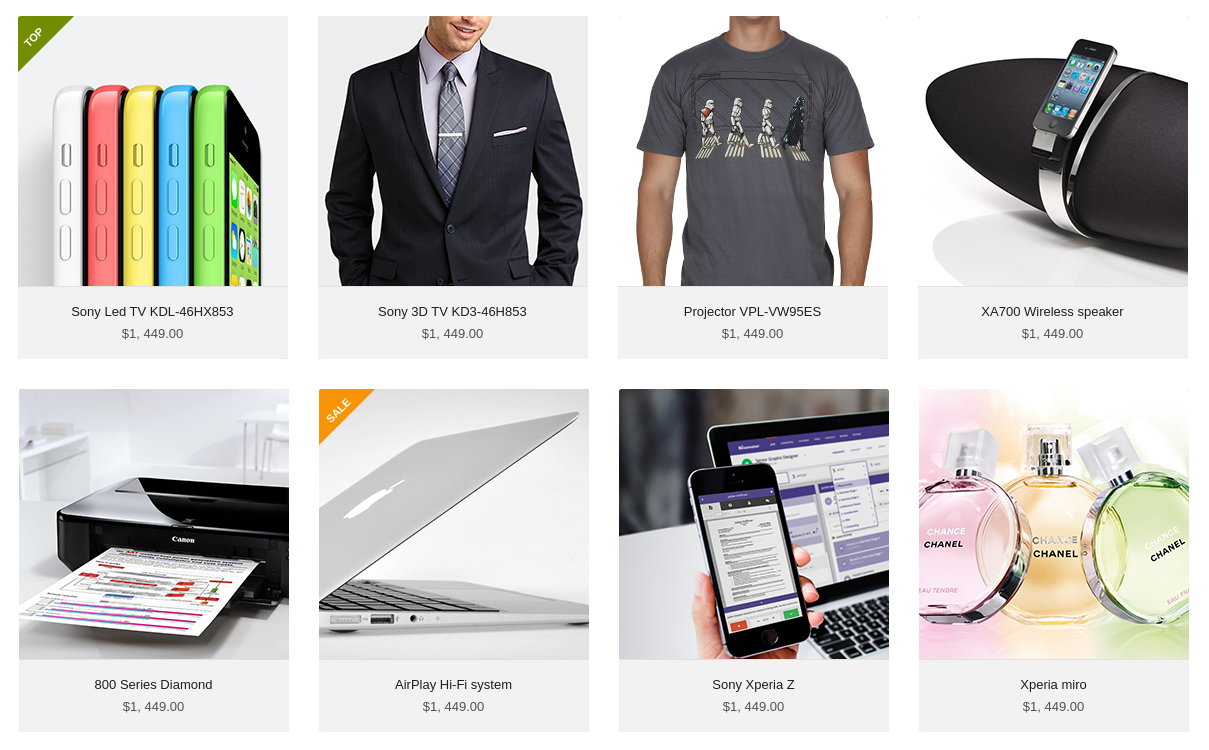 TOP
Sony Led TV KDL-46HX853
$1, 449.00
Sony 3D TV KD3-46H853
$1, 449.00
Projector VPL-VW95ES
$1, 449.00
XA700 Wireless speaker
$1, 449.00
Canon
800 Series Diamond
$1, 449.00
SALE
AirPlay Hi-Fi system
$1, 449.00
Senior Graphic Designer
Sony Xperia Z
$1, 449.00
CHANCE
CHANEL
EAU TENDRE
CHANCE
CHANEL
CHANCE
CHANEL
EAU FRA
Xperia miro
$1, 449.00